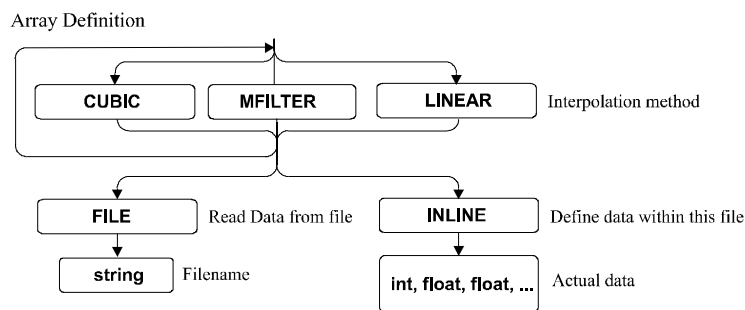 Array Definition
CUBIC MFILTER LINEAR Interpolation method
FILE Read Data from file INLINE Define data within this file
string Filename int, float, float, ... Actual data